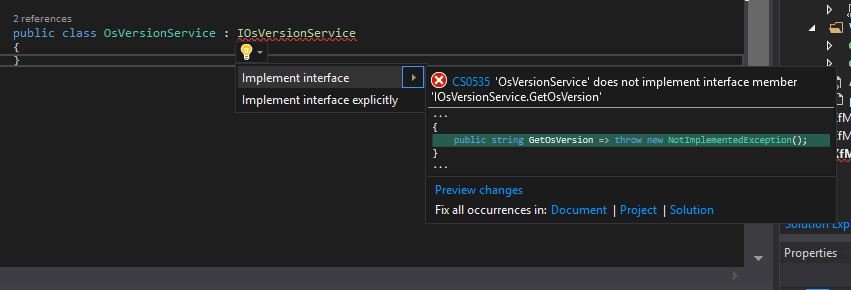 2 references
public class OsVersionService : IOsVersionService
{
}
Implement interface
Implement interface explicitly
CS0535 'OsVersionService' does not implement interface member
'IOsVersionService.GetOsVersion'
...
{
public string GetOsVersion => throw new NotImplementedException();
}
...
Preview changes
Fix all occurrences in: Document | Project | Solution
Solution Exp
Properties